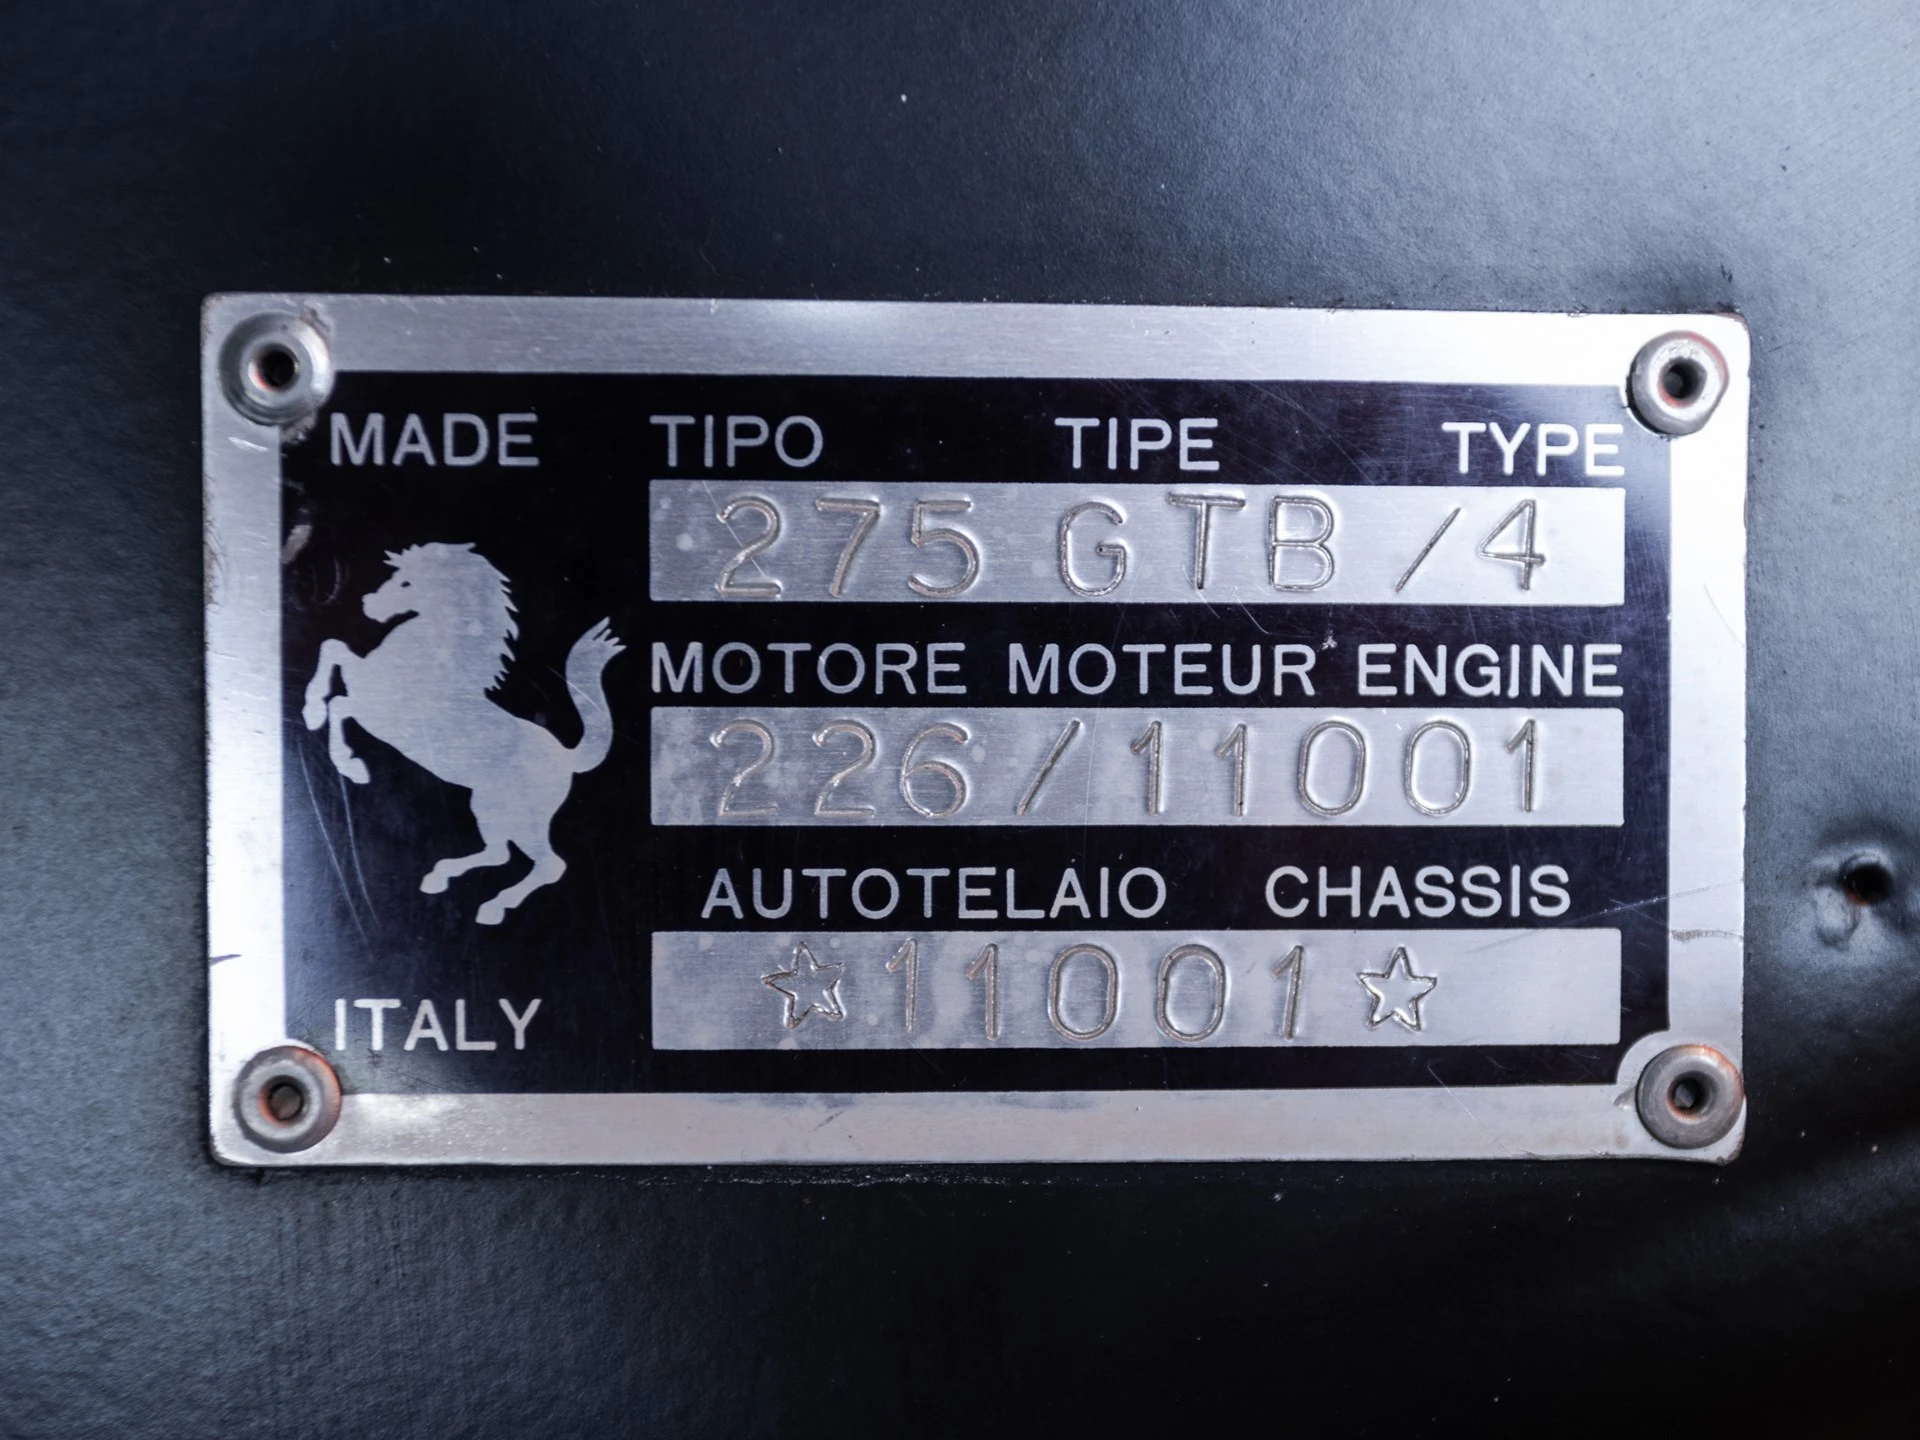 MADE TIPO TIPE TYPE
275 GTB /4
MOTORE MOTEUR ENGINE
226/11001
AUTOTELAIO CHASSIS
☆11001☆
ITALY